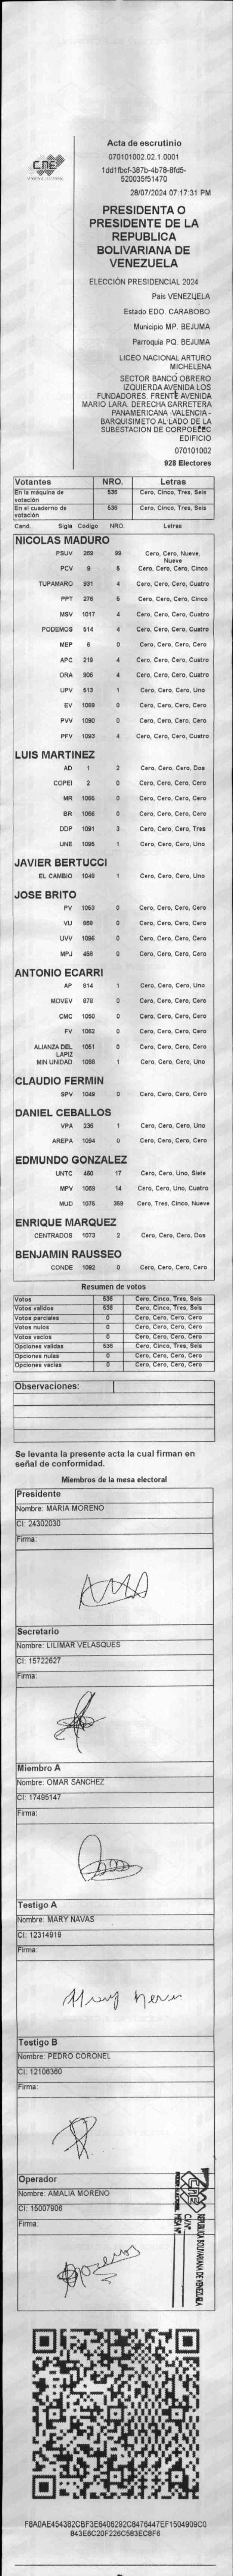 CNE
Acta de escrutinio
070101002.02.1.0001
1dd1fbcf-387b-4b78-8fd5-
520035f51470
28/07/2024 07:17:31 PM
PRESIDENTA O
PRESIDENTE DE LA
REPUBLICA
BOLIVARIANA DE
VENEZUELA
ELECCIÓN PRESIDENCIAL 2024
País VENEZUELA
Estado EDO. CARABOBO
Municipio MP. BEJUMA
Parroquia PQ. BEJUMA
LICEO NACIONAL ARTURO
MICHELENA
SECTOR BANCO OBRERO
IZQUIERDA AVENIDA LOS
FUNDADORES. FRENTE AVENIDA
MARIO LARA. DERECHA CARRETERA
PANAMERICANA VALENCIA -
BARQUISIMETO AL LADO DE LA
SUBESTACION DE CORPOELEC
EDIFICIO
070101002
928 Electores
Votantes NRO. Letras
En la máquina de votación 536 Cero, Cinco, Tres, Seis
En el cuaderno de votación 536 Cero, Cinco, Tres, Seis
Cand. Sigla Código NRO. Letras
NICOLAS MADURO
PSUV 269 99 Cero, Cero, Nueve, Nueve
PCV 9 5 Cero, Cero, Cero, Cinco
TUPAMARO 931 4 Cero, Cero, Cero, Cuatro
PPT 276 5 Cero, Cero, Cero, Cinco
MSV 1017 4 Cero, Cero, Cero, Cuatro
PODEMOS 514 4 Cero, Cero, Cero, Cuatro
MEP 6 0 Cero, Cero, Cero, Cero
APC 219 4 Cero, Cero, Cero, Cuatro
ORA 906 4 Cero, Cero, Cero, Cuatro
UPV 513 1 Cero, Cero, Cero, Uno
EV 1089 0 Cero, Cero, Cero, Cero
PVV 1090 0 Cero, Cero, Cero, Cero
PFV 1093 4 Cero, Cero, Cero, Cuatro
LUIS MARTINEZ
AD 1 2 Cero, Cero, Cero, Dos
COPEI 2 0 Cero, Cero, Cero, Cero
MR 1065 0 Cero, Cero, Cero, Cero
BR 1066 0 Cero, Cero, Cero, Cero
DDP 1091 3 Cero, Cero, Cero, Tres
UNE 1095 1 Cero, Cero, Cero, Uno
JAVIER BERTUCCI
EL CAMBIO 1048 1 Cero, Cero, Cero, Uno
JOSE BRITO
PV 1053 0 Cero, Cero, Cero, Cero
VU 868 0 Cero, Cero, Cero, Cero
UVV 1096 0 Cero, Cero, Cero, Cero
MPJ 456 0 Cero, Cero, Cero, Cero
ANTONIO ECARRI
AP 814 1 Cero, Cero, Cero, Uno
MOVEV 978 0 Cero, Cero, Cero, Cero
CMC 1050 0 Cero, Cero, Cero, Cero
FV 1062 0 Cero, Cero, Cero, Cero
ALIANZA DEL LAPIZ 1051 0 Cero, Cero, Cero, Cero
MIN UNIDAD 1058 1 Cero, Cero, Cero, Uno
CLAUDIO FERMIN
SPV 1049 0 Cero, Cero, Cero, Cero
DANIEL CEBALLOS
VPA 236 1 Cero, Cero, Cero, Uno
AREPA 1094 0 Cero, Cero, Cero, Cero
EDMUNDO GONZALEZ
UNTC 460 17 Cero, Cero, Uno, Siete
MPV 1069 14 Cero, Cero, Uno, Cuatro
MUD 1075 359 Cero, Tres, Cinco, Nueve
ENRIQUE MARQUEZ
CENTRADOS 1073 2 Cero, Cero, Cero, Dos
BENJAMIN RAUSSEO
CONDE 1092 0 Cero, Cero, Cero, Cero
Resumen de votos
Votos 536 Cero, Cinco, Tres, Seis
Votos validos 536 Cero, Cinco, Tres, Seis
Votos parciales 0 Cero, Cero, Cero, Cero
Votos nulos 0 Cero, Cero, Cero, Cero
Votos vacios 0 Cero, Cero, Cero, Cero
Opciones validas 536 Cero, Cinco, Tres, Seis
Opciones nulas 0 Cero, Cero, Cero, Cero
Opciones vacias 0 Cero, Cero, Cero, Cero
Observaciones:
Se levanta la presente acta la cual firman en
señal de conformidad.
Miembros de la mesa electoral
Presidente
Nombre: MARIA MORENO
CI: 24302030
Firma:
Secretario
Nombre: LILIMAR VELASQUES
CI: 15722627
Firma:
Miembro A
Nombre: OMAR SANCHEZ
CI: 17495147
Firma:
Testigo A
Nombre: MARY NAVAS
CI: 12314919
Firma:
Testigo B
Nombre: PEDRO CORONEL
CI: 12106360
Firma:
Operador
Nombre: AMALIA MORENO
CI: 15007906
Firma:
REPUBLICA BOLIVARIANA DE VENEZUELA
CNE
MESA Nº
F8A0AE454382CBF3E6406292C8476447EF1504909C0
843E6C20F226C583EC8F6